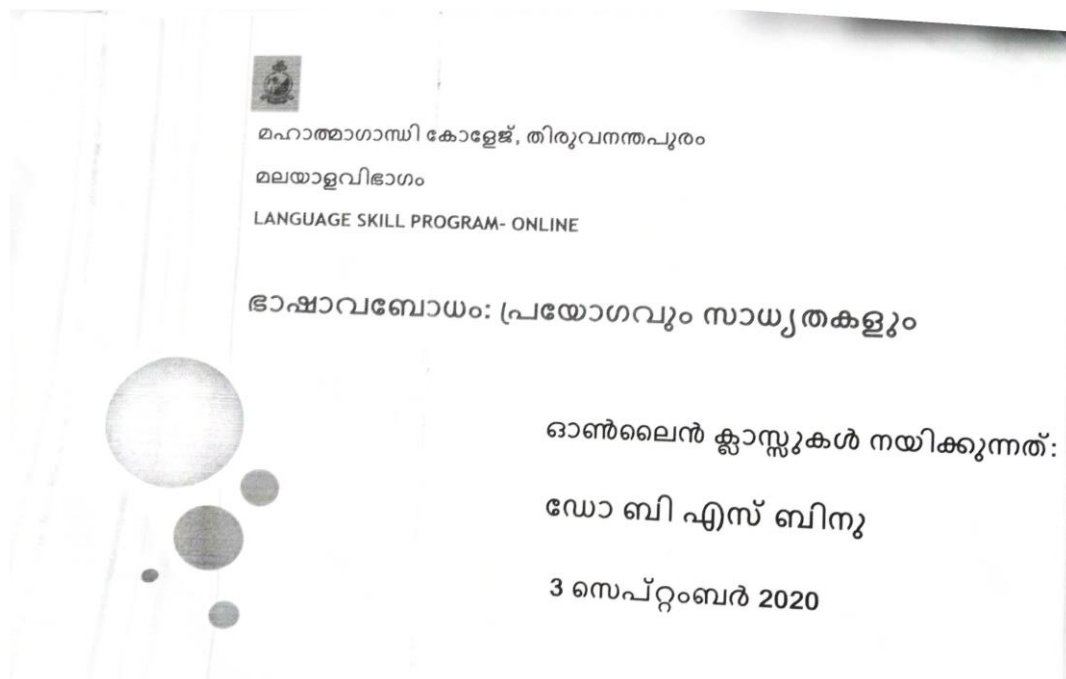 മഹാത്മാഗാന്ധി കോളേജ്, തിരുവനന്തപുരം
മലയാളവിഭാഗം
LANGUAGE SKILL PROGRAM- ONLINE
ഭാഷാവബോധം: പ്രയോഗവും സാധ്യതകളും
ഓൺലൈൻ ക്ലാസ്സുകൾ നയിക്കുന്നത്:
ഡോ ബി എസ് ബിനു
3 സെപ്റ്റംബർ 2020